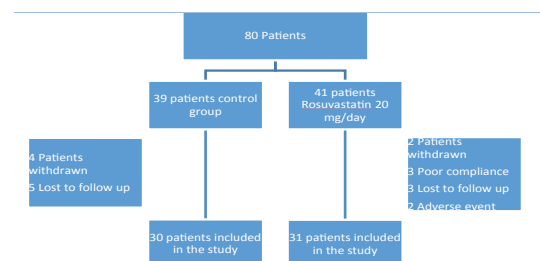 80 Patients
39 patients control
group
41 patients
Rosuvastatin 20
mg/day
4 Patients
withdrawn
5 Lost to follow up
2 Patients
withdrawn
3 Poor compliance
3 Lost to follow up
2 Adverse event
30 patients included
in the study
31 patients included
in the study